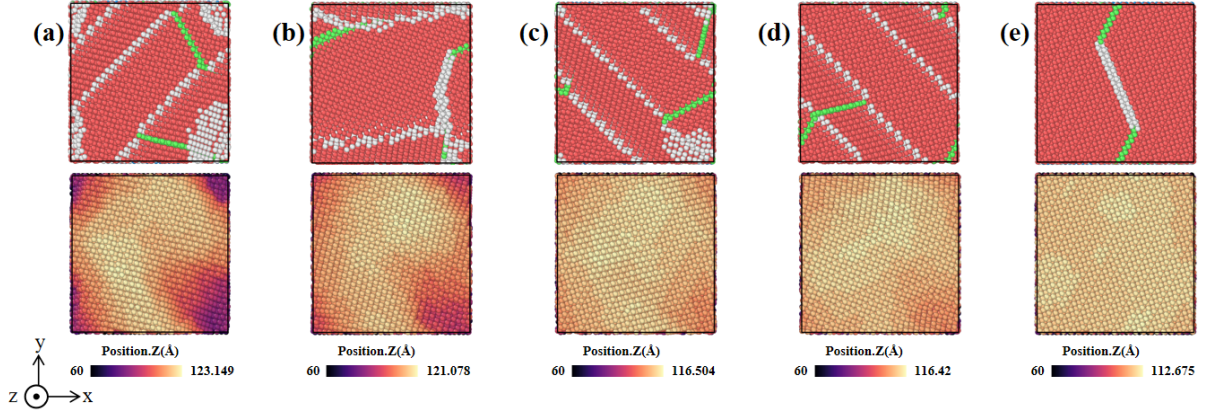 (a) (b) (c) (d) (e)
Position.Z(Å) Position.Z(Å) Position.Z(Å) Position.Z(Å) Position.Z(Å)
60 123.149 60 121.078 60 116.504 60 116.42 60 112.675
y
z x